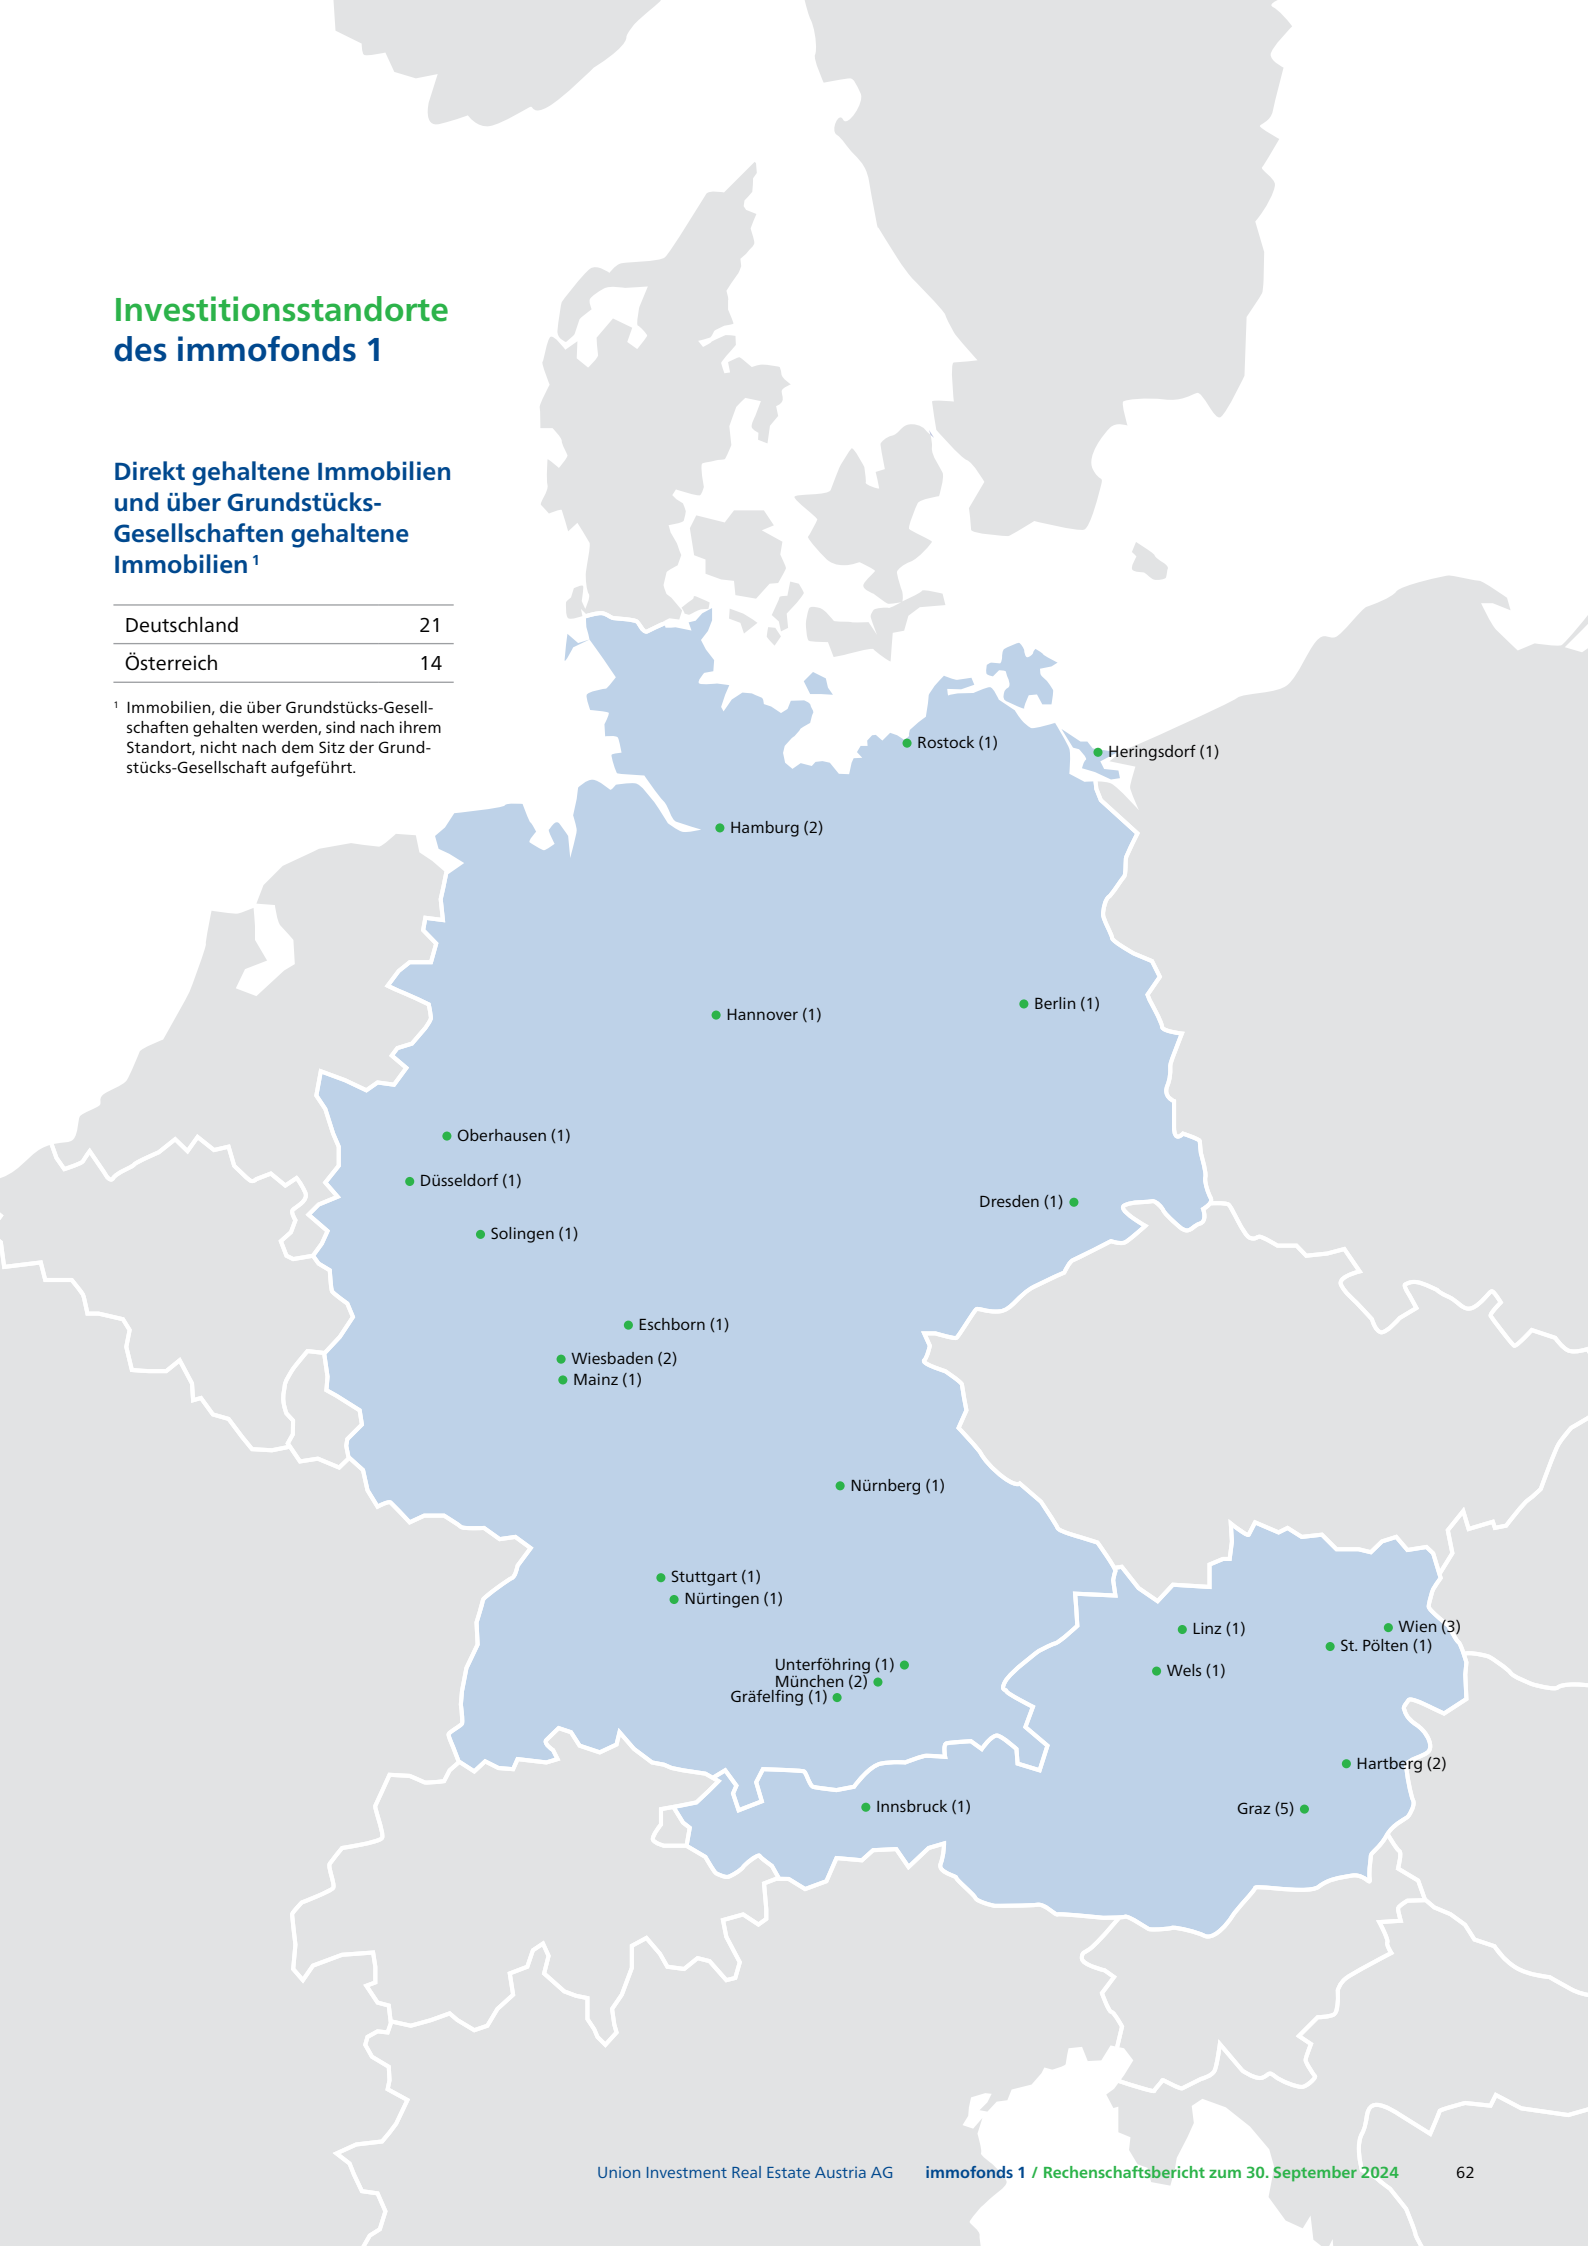 Investitionsstandorte
des immofonds 1
Direkt gehaltene Immobilien
und über Grundstücks-
Gesellschaften gehaltene
Immobilien ¹
Deutschland 21
Österreich 14
¹ Immobilien, die über Grundstücks-Gesell-
schaften gehalten werden, sind nach ihrem
Standort, nicht nach dem Sitz der Grund-
stücks-Gesellschaft aufgeführt.
Rostock (1)
Heringsdorf (1)
Hamburg (2)
Berlin (1)
Hannover (1)
Oberhausen (1)
Düsseldorf (1)
Dresden (1)
Solingen (1)
Eschborn (1)
Wiesbaden (2)
Mainz (1)
Nürnberg (1)
Stuttgart (1)
Nürtingen (1)
Linz (1)
Wien (3)
St. Pölten (1)
Unterföhring (1)
Wels (1)
München (2)
Gräfelfing (1)
Hartberg (2)
Innsbruck (1)
Graz (5)
Union Investment Real Estate Austria AG immofonds 1 / Rechenschaftsbericht zum 30. September 2024 62